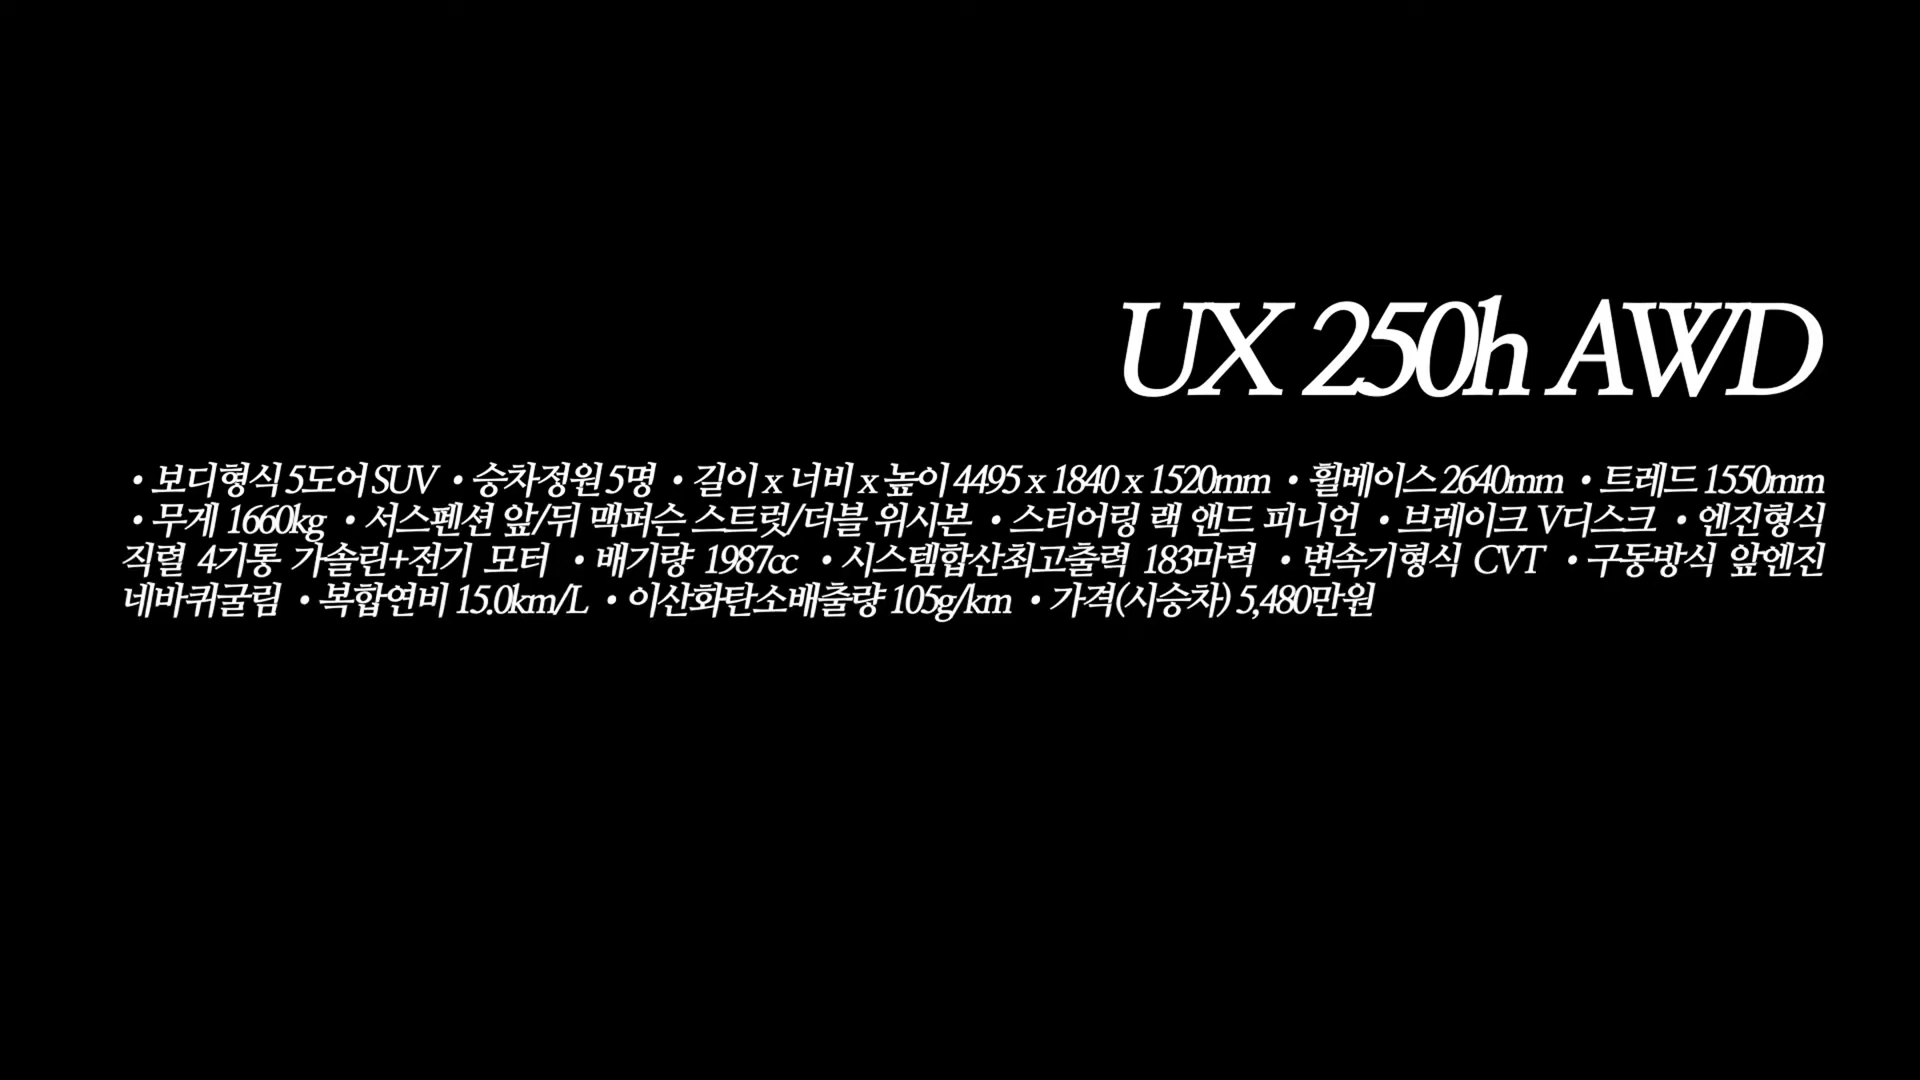 UX 250h AWD
• 보디형식 5도어 SUV • 승차정원 5명 • 길이 x 너비 x 높이 4495 x 1840 x 1520mm • 휠베이스 2640mm • 트레드 1550mm
• 무게 1660kg • 서스펜션 앞/뒤 맥퍼슨 스트럿/더블 위시본 • 스티어링 랙 앤드 피니언 • 브레이크 V디스크 • 엔진형식
직렬 4기통 가솔린+전기 모터 • 배기량 1987cc • 시스템합산최고출력 183마력 • 변속기형식 CVT • 구동방식 앞엔진
네바퀴굴림 • 복합연비 15.0km/L • 이산화탄소배출량 105g/km • 가격(시승차) 5,480만원